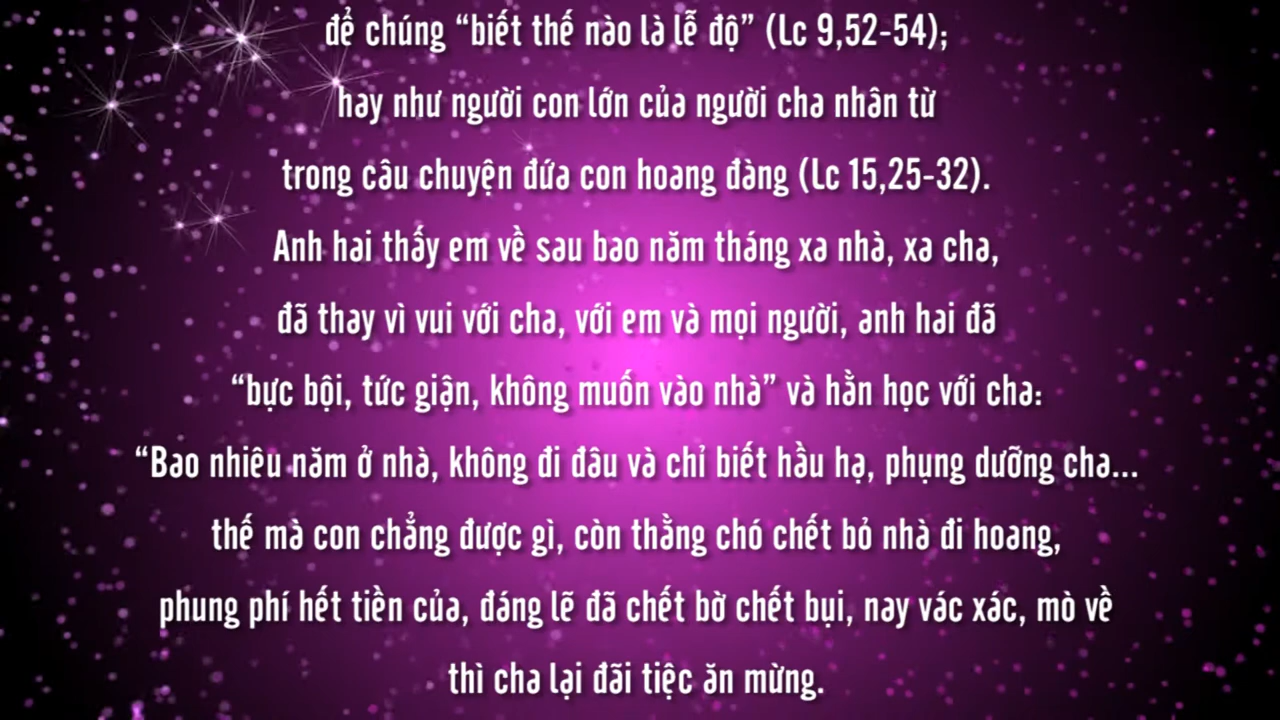 để chúng “biết thế nào là lễ độ” (Lc 9,52-54);
hay như người con lớn của người cha nhân từ
trong câu chuyện đứa con hoang đàng (Lc 15,25-32).
Anh hai thấy em về sau bao năm tháng xa nhà, xa cha,
đã thay vì vui với cha, với em và mọi người, anh hai đã
“bực bội, tức giận, không muốn vào nhà” và hằn học với cha:
“Bao nhiêu năm ở nhà, không đi đâu và chỉ biết hầu hạ, phụng dưỡng cha...
thế mà con chẳng được gì, còn thằng chó chết bỏ nhà đi hoang,
phung phí hết tiền của, đáng lẽ đã chết bờ chết bụi, nay vác xác, mò về
thì cha lại đãi tiệc ăn mừng.